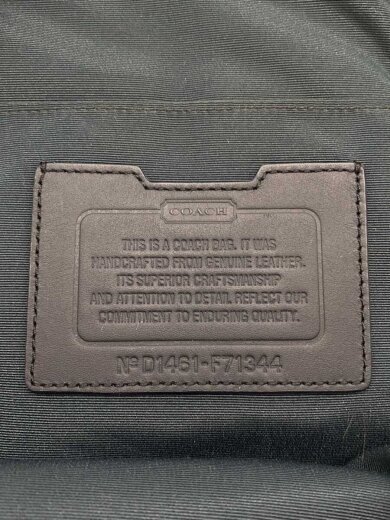 COACH
THIS IS A COACH BAG. IT WAS
HANDCRAFTED FROM GENUINE LEATHER.
ITS SUPERIOR CRAFTSMANSHIP
AND ATTENTION TO DETAIL REFLECT OUR
COMMITMENT TO ENDURING QUALITY.
Nº D1461-F71344